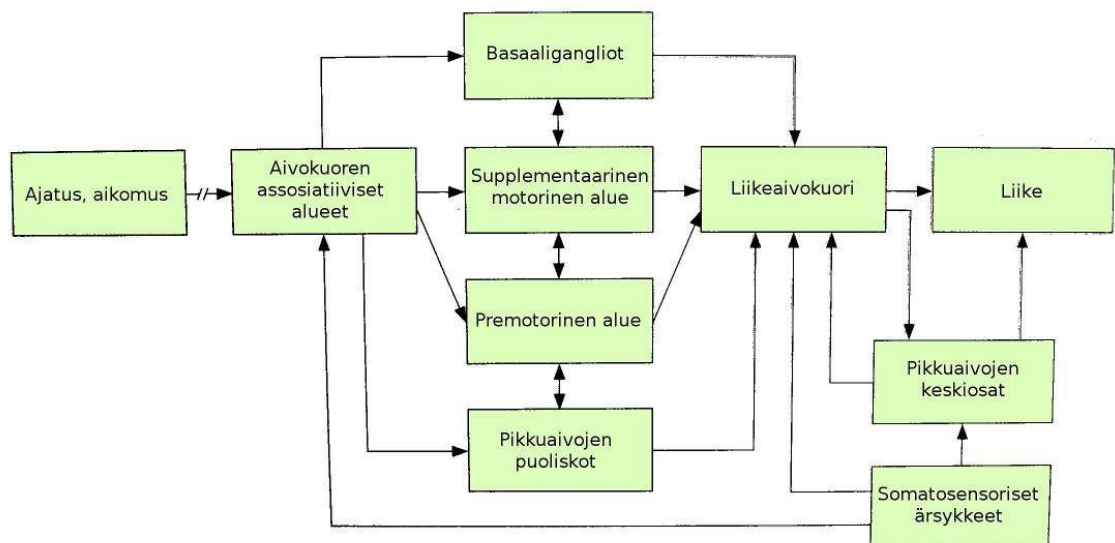 Basaaligangliot
Ajatus, aikomus
Aivokuoren
assosiatiiviset
alueet
Supplementaarinen
motorinen alue
Liikeaivokuori
Liike
Premotorinen alue
Pikkuaivojen
keskiosat
Pikkuaivojen
puoliskot
Somatosensoriset
ärsykkeet